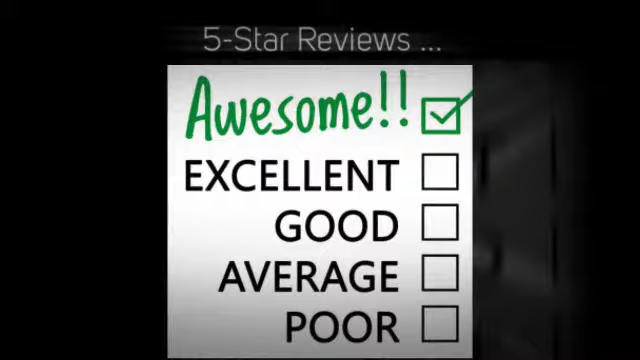 5-Star Reviews ...
Awesome!!
EXCELLENT
GOOD
AVERAGE
POOR